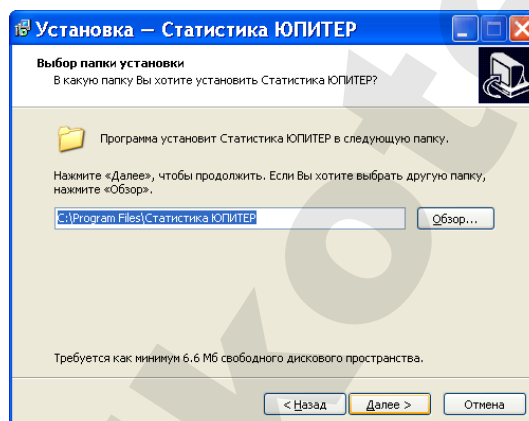 Установка — Статистика ЮПИТЕР
Выбор папки установки
В какую папку Вы хотите установить Статистика ЮПИТЕР?
Программа установит Статистика ЮПИТЕР в следующую папку.
Нажмите «Далее», чтобы продолжить. Если Вы хотите выбрать другую папку,
нажмите «Обзор».
C:\Program Files\Статистика ЮПИТЕР
Обзор...
Требуется как минимум 6.6 Мб свободного дискового пространства.
< Назад
Далее >
Отмена